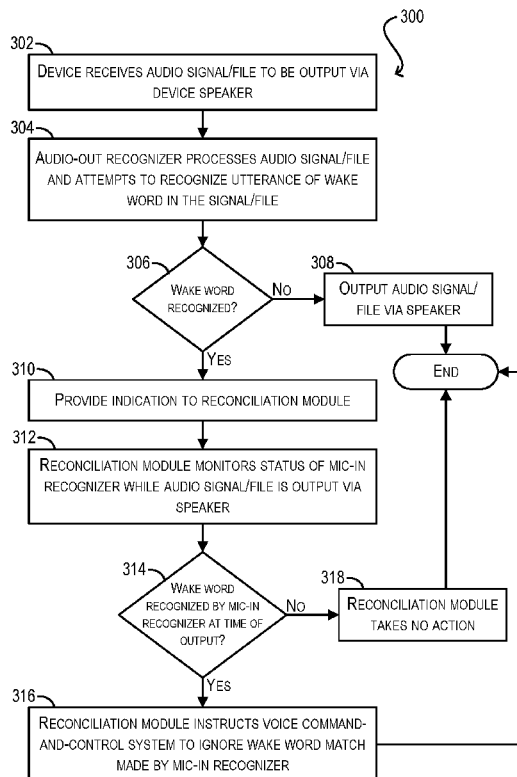 300
302
DEVICE RECEIVES AUDIO SIGNAL/FILE TO BE OUTPUT VIA
DEVICE SPEAKER
304
AUDIO-OUT RECOGNIZER PROCESSES AUDIO SIGNAL/FILE
AND ATTEMPTS TO RECOGNIZE UTTERANCE OF WAKE
WORD IN THE SIGNAL/FILE
306
WAKE WORD
RECOGNIZED?
NO
308
OUTPUT AUDIO SIGNAL/
FILE VIA SPEAKER
END
YES
310
PROVIDE INDICATION TO RECONCILIATION MODULE
312
RECONCILIATION MODULE MONITORS STATUS OF MIC-IN
RECOGNIZER WHILE AUDIO SIGNAL/FILE IS OUTPUT VIA
SPEAKER
314
WAKE WORD
RECOGNIZED BY MIC-IN
RECOGNIZER AT TIME OF
OUTPUT?
NO
318
RECONCILIATION MODULE
TAKES NO ACTION
YES
316
RECONCILIATION MODULE INSTRUCTS VOICE COMMAND-
AND-CONTROL SYSTEM TO IGNORE WAKE WORD MATCH
MADE BY MIC-IN RECOGNIZER